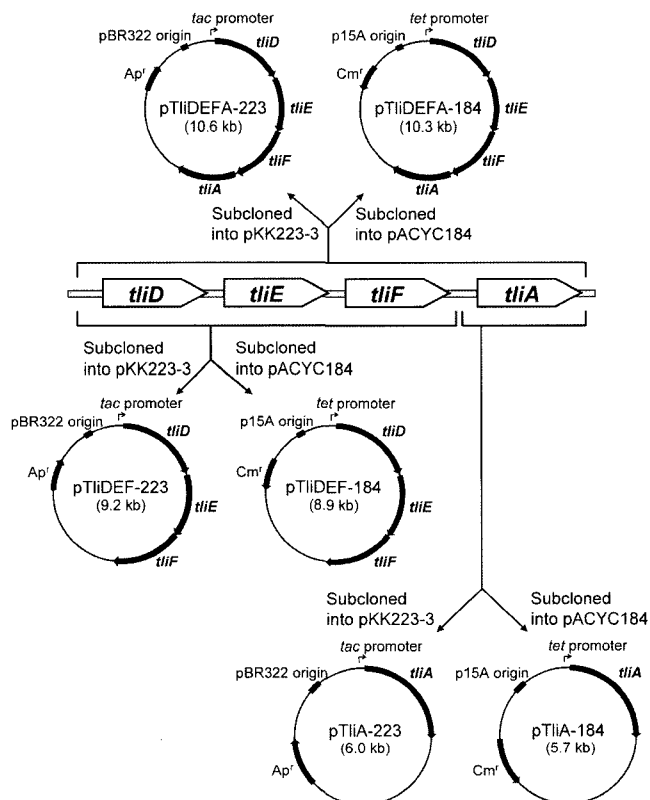 tac promoter
pBR322 origin
tliD
Apʳ
tliE
pTliDEFA-223
(10.6 kb)
tliF
tliA
tet promoter
p15A origin
tliD
Cmʳ
tliE
pTliDEFA-184
(10.3 kb)
tliF
tliA
Subcloned
into pKK223-3
Subcloned
into pACYC184
tliD
tliE
tliF
tliA
Subcloned
into pKK223-3
Subcloned
into pACYC184
tac promoter
pBR322 origin
tliD
Apʳ
pTliDEF-223
(9.2 kb)
tliE
tliF
tet promoter
p15A origin
tliD
Cmʳ
pTliDEF-184
(8.9 kb)
tliE
tliF
Subcloned
into pKK223-3
Subcloned
into pACYC184
tac promoter
pBR322 origin
tliA
pTliA-223
(6.0 kb)
Apʳ
tet promoter
p15A origin
tliA
pTliA-184
(5.7 kb)
Cmʳ